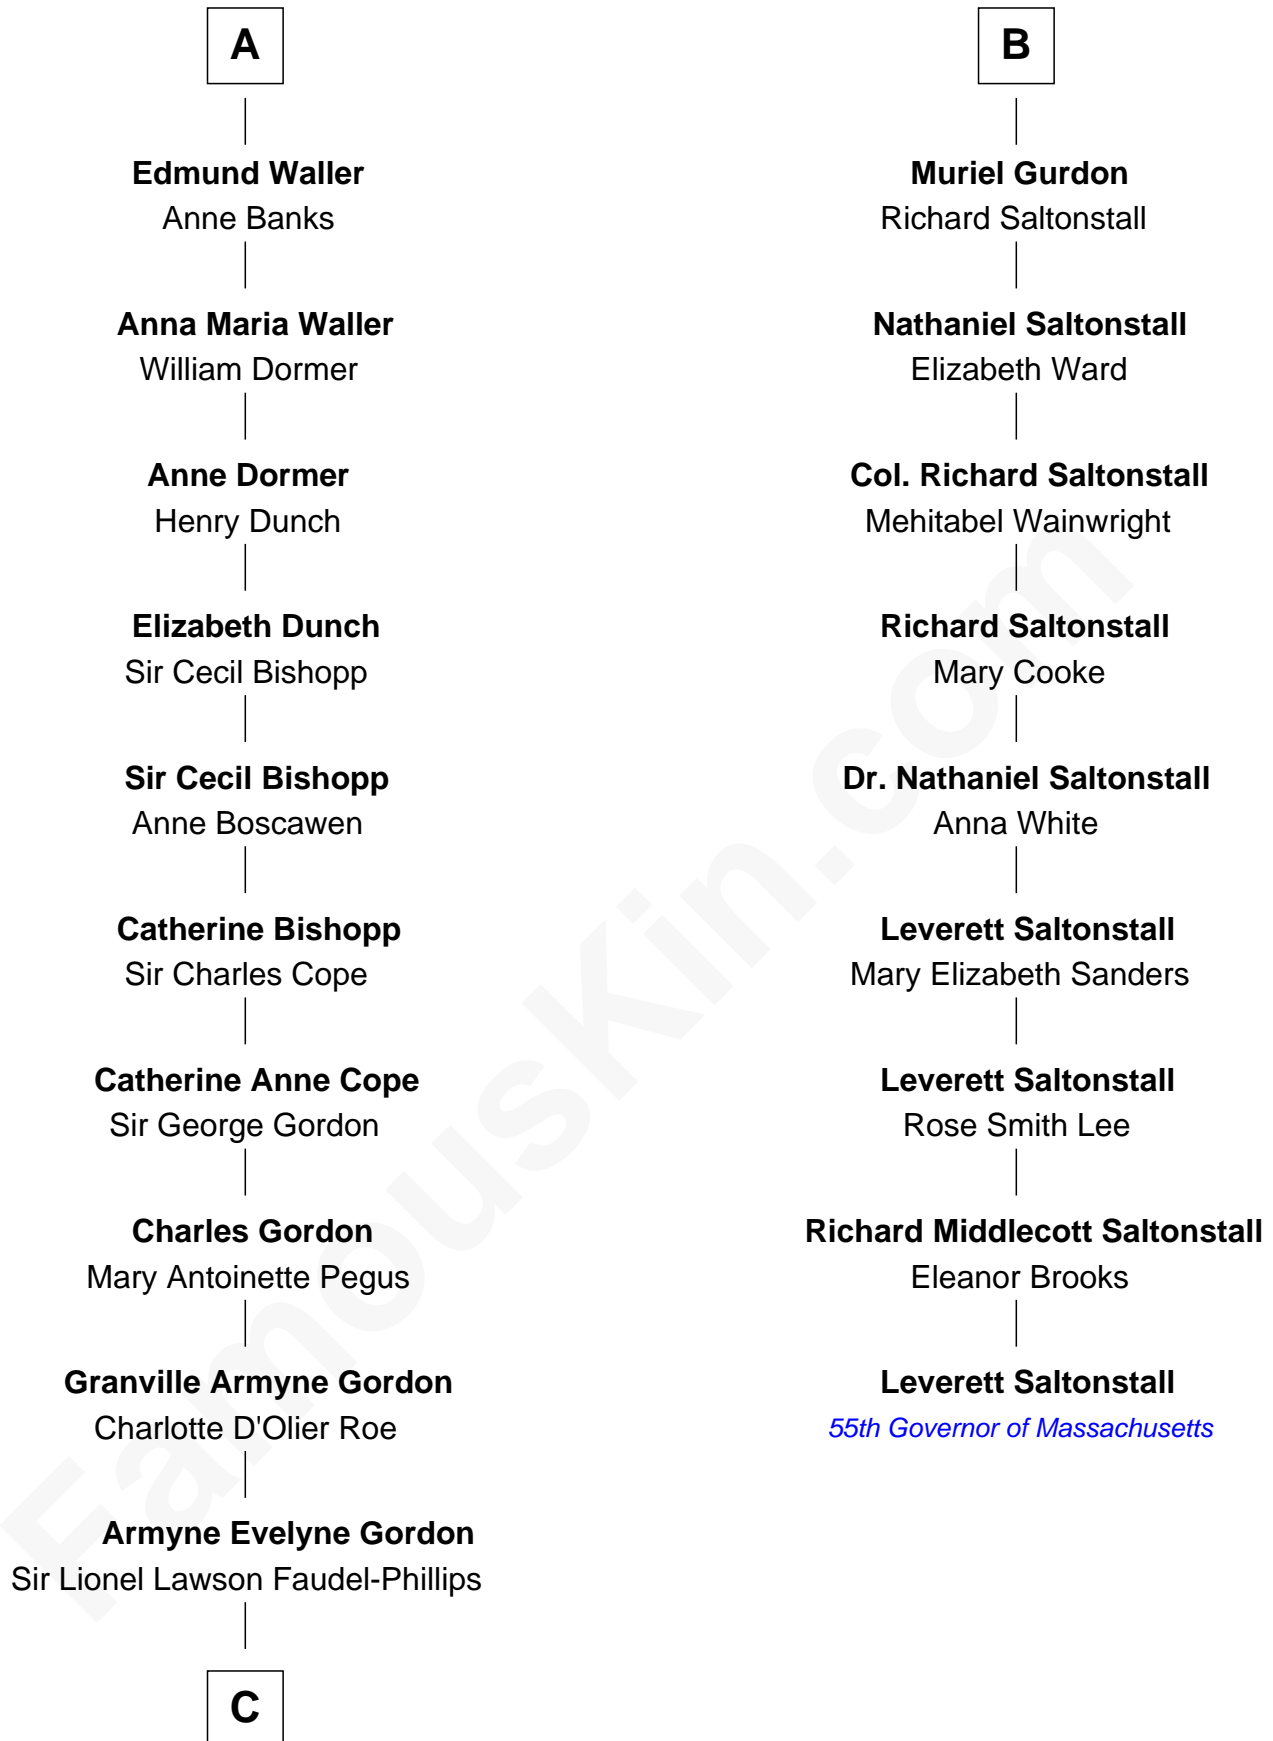 A
Edmund Waller
Anne Banks
Anna Maria Waller
William Dormer
Anne Dormer
Henry Dunch
Elizabeth Dunch
Sir Cecil Bishopp
Sir Cecil Bishopp
Anne Boscawen
Catherine Bishopp
Sir Charles Cope
Catherine Anne Cope
Sir George Gordon
Charles Gordon
Mary Antoinette Pegus
Granville Armyne Gordon
Charlotte D'Olier Roe
Armyne Evelyne Gordon
Sir Lionel Lawson Faudel-Phillips
C
B
Muriel Gurdon
Richard Saltonstall
Nathaniel Saltonstall
Elizabeth Ward
Col. Richard Saltonstall
Mehitabel Wainwright
Richard Saltonstall
Mary Cooke
Dr. Nathaniel Saltonstall
Anna White
Leverett Saltonstall
Mary Elizabeth Sanders
Leverett Saltonstall
Rose Smith Lee
Richard Middlecott Saltonstall
Eleanor Brooks
Leverett Saltonstall
55th Governor of Massachusetts
FamousKin.com